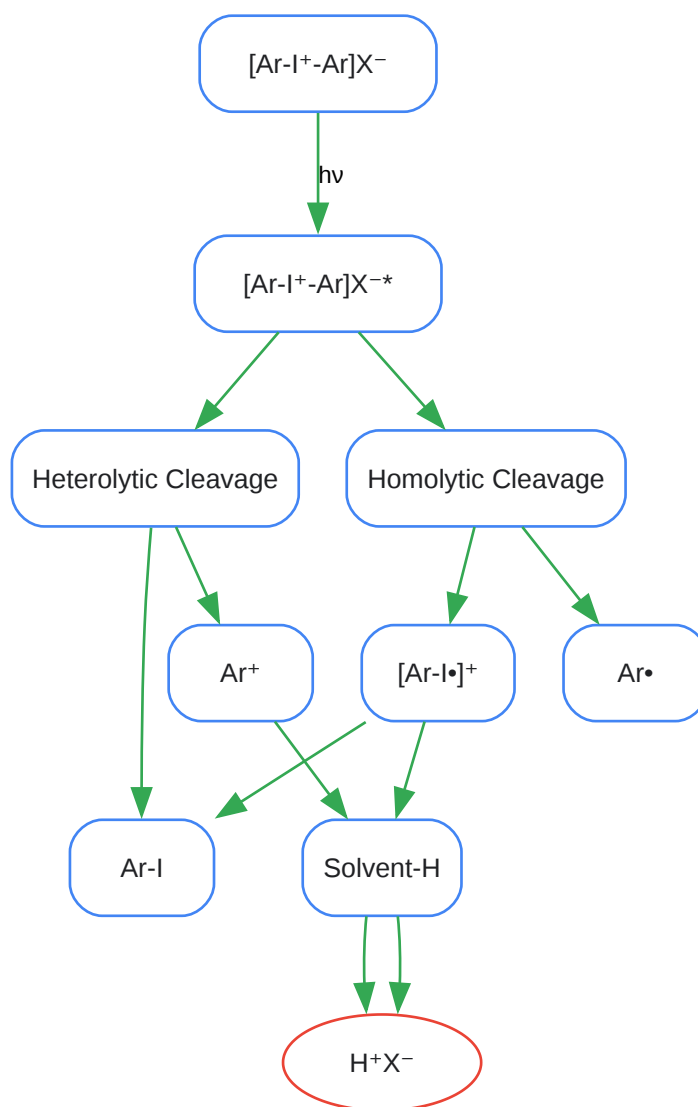 [Ar-I⁺-Ar]X⁻
hν
[Ar-I⁺-Ar]X⁻*
Heterolytic Cleavage
Homolytic Cleavage
Ar⁺
[Ar-I•]⁺
Ar•
Ar-I
Solvent-H
H⁺X⁻